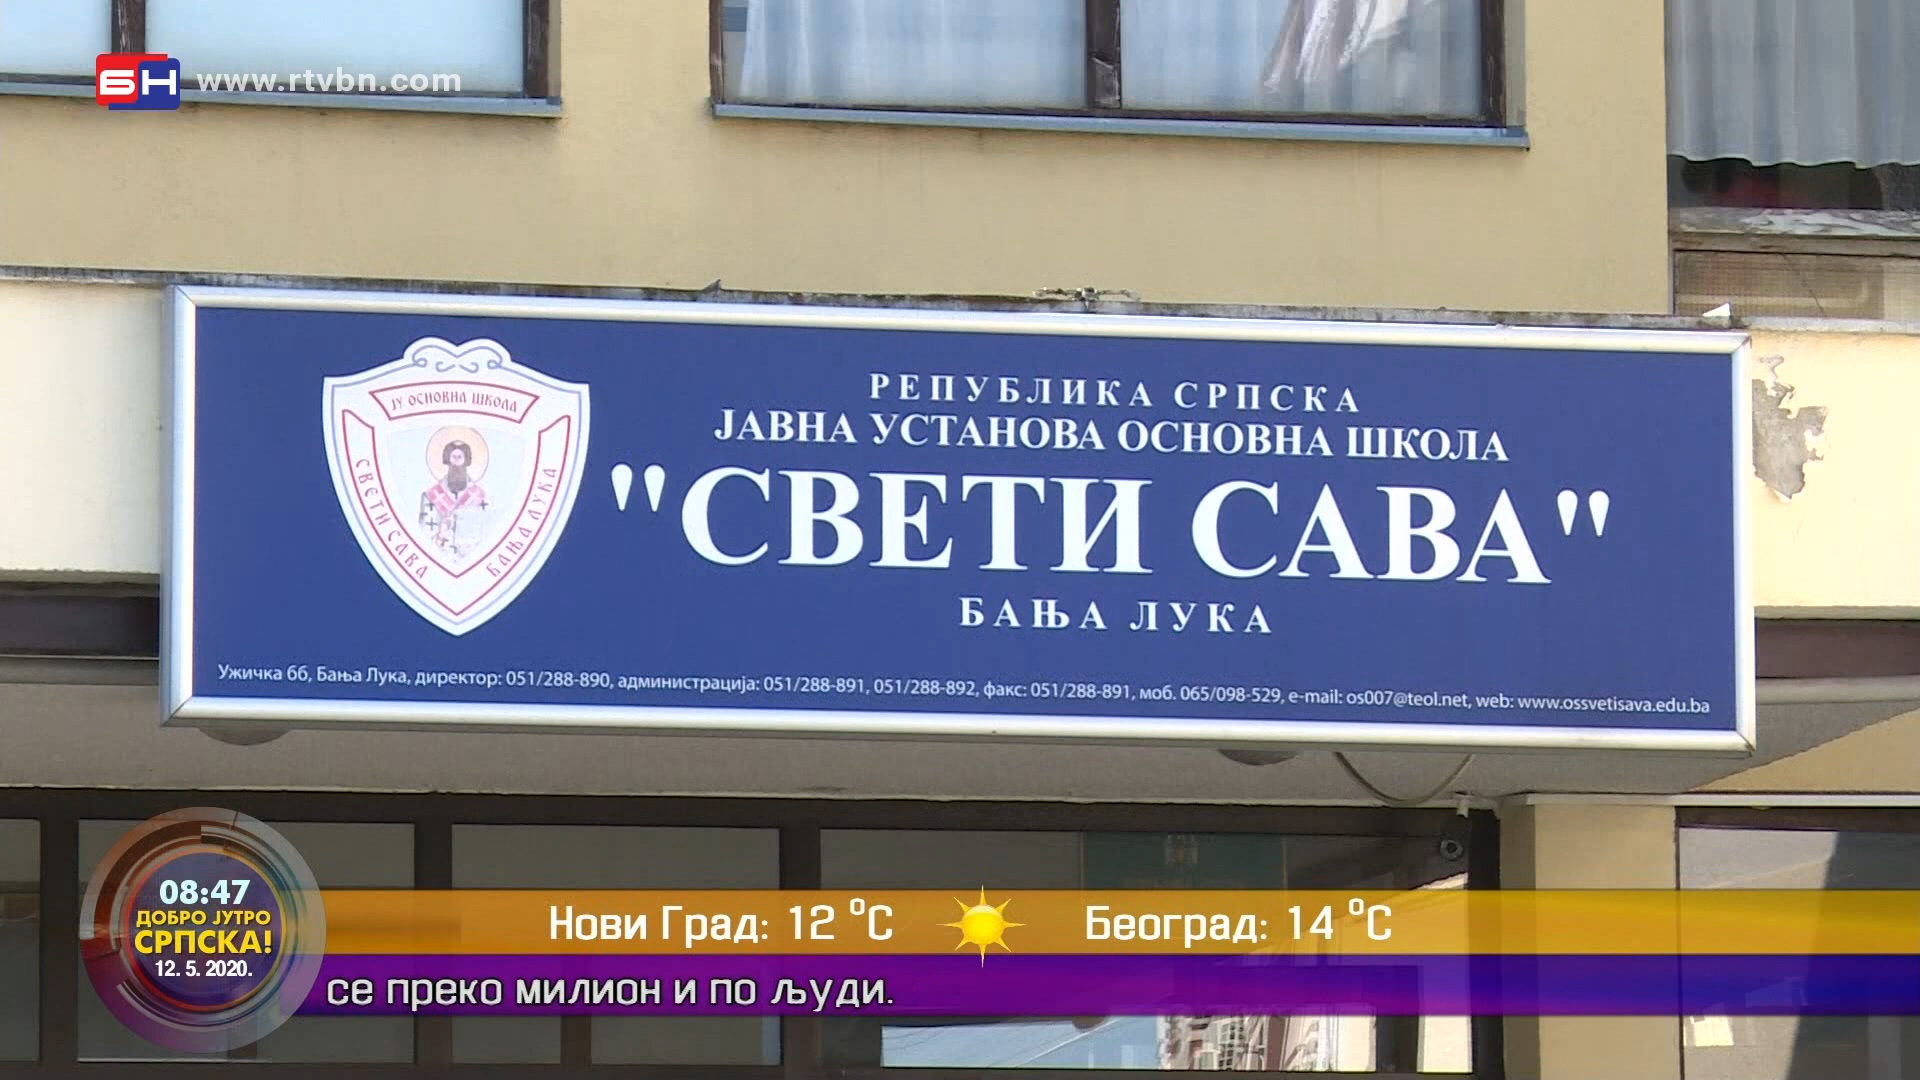 БН www.rtvbn.com
РЕПУБЛИКА СРПСКА
ЈАВНА УСТАНОВА ОСНОВНА ШКОЛА
"СВЕТИ САВА"
БАЊА ЛУКА
ЈУ ОСНОВНА ШКОЛА
СВЕТИ САВА
БАЊА ЛУКА
Ужичка бб, Бања Лука, директор: 051/288-890, администрација: 051/288-891, 051/288-892, факс: 051/288-891, моб. 065/098-529, e-mail: os007@teol.net, web: www.ossvetisava.edu.ba
08:47
ДОБРО ЈУТРО
СРПСКА!
12. 5. 2020.
Нови Град: 12 °C Београд: 14 °C
се преко милион и по људи.